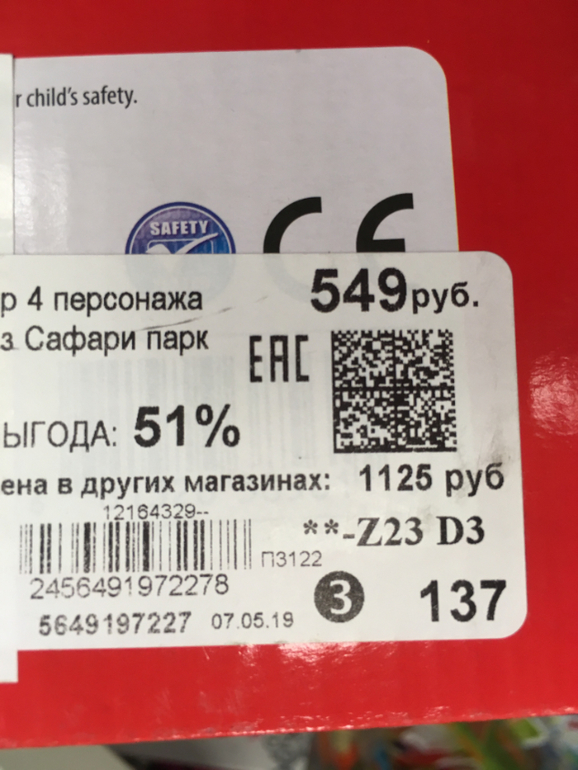 r child's safety.
SAFETY
CE
р 4 персонажа
549руб.
з Сафари парк
EAC
ЫГОДА: 51%
ена в других магазинах: 1125 руб
12164329--
**-Z23 D3
П3122
2456491972278
3
137
5649197227 07.05.19